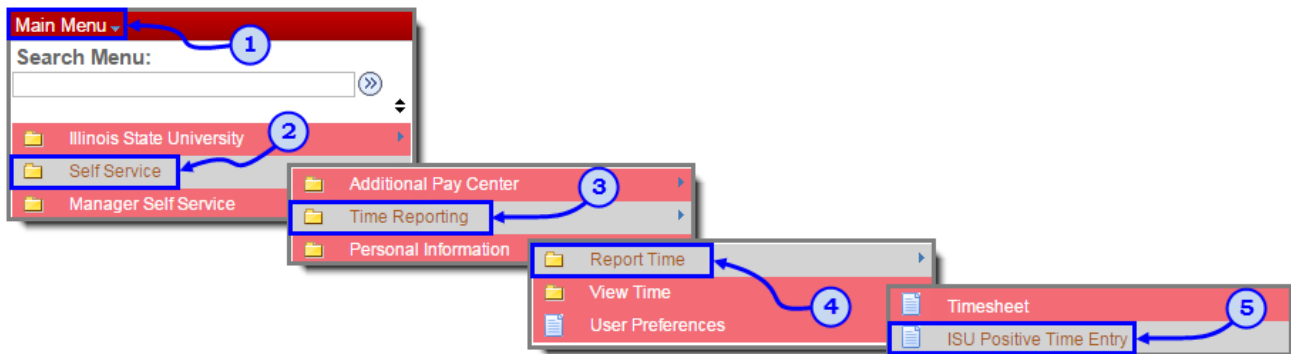 Main Menu
1
Search Menu:
Illinois State University
2
Self Service
Manager Self Service
Additional Pay Center
3
Time Reporting
Personal Information
Report Time
4
View Time
User Preferences
Timesheet
5
ISU Positive Time Entry